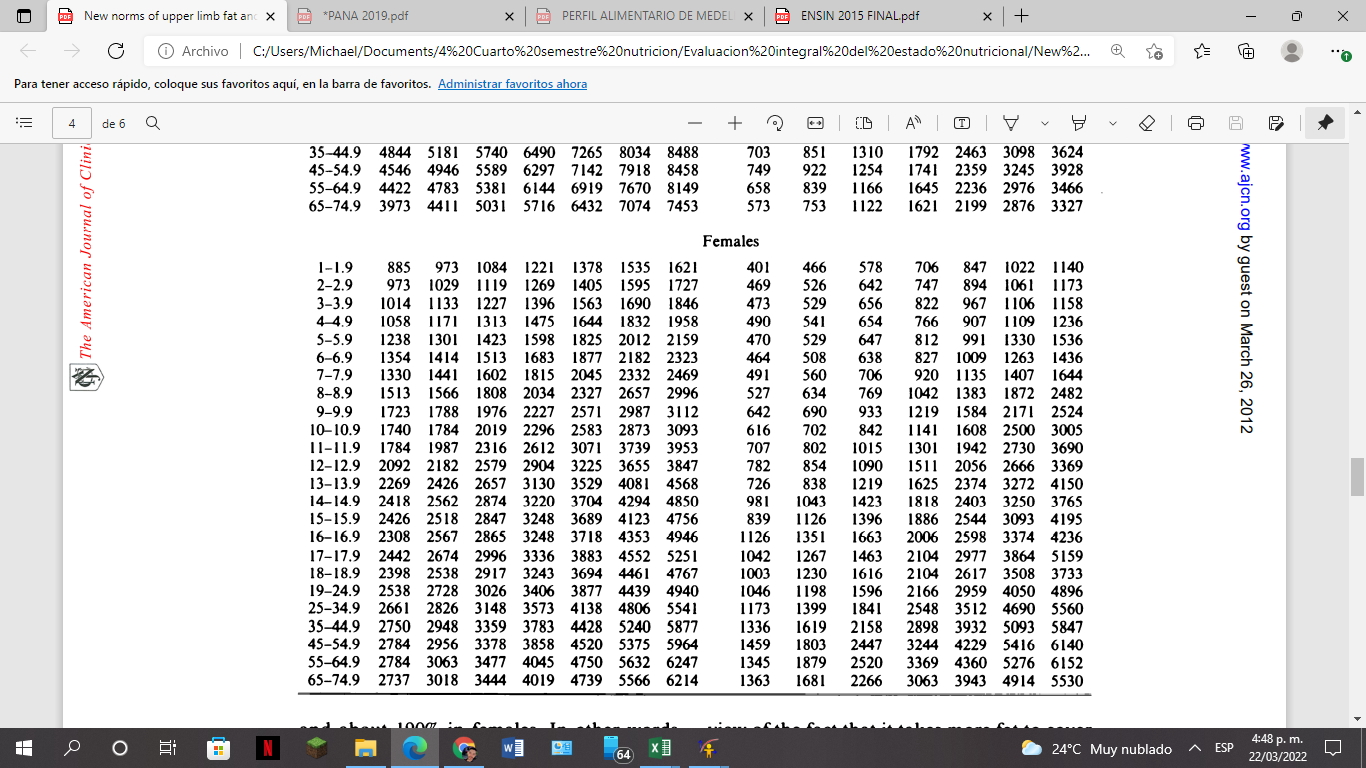 New norms of upper limb fat and
*PANA 2019.pdf
PERFIL ALIMENTARIO DE MEDEL
ENSIN 2015 FINAL.pdf
Archivo
C:/Users/Michael/Documents/4%20Cuarto%20semestre%20nutricion/Evaluacion%20integral%20del%20estado%20nutricional/New%2...
Para tener acceso rápido, coloque sus favoritos aquí, en la barra de favoritos. Administrar favoritos ahora
4 de 6
35-44.9 4844 5181 5740 6490 7265 8034 8488 703 851 1310 1792 2463 3098 3624
45-54.9 4546 4946 5589 6297 7142 7918 8458 749 922 1254 1741 2359 3245 3928
55-64.9 4422 4783 5381 6144 6919 7670 8149 658 839 1166 1645 2236 2976 3466
65-74.9 3973 4411 5031 5716 6432 7074 7453 573 753 1122 1621 2199 2876 3327
Females
1-1.9 885 973 1084 1221 1378 1535 1621 401 466 578 706 847 1022 1140
2-2.9 973 1029 1119 1269 1405 1595 1727 469 526 642 747 894 1061 1173
3-3.9 1014 1133 1227 1396 1563 1690 1846 473 529 656 822 967 1106 1158
4-4.9 1058 1171 1313 1475 1644 1832 1958 490 541 654 766 907 1109 1236
5-5.9 1238 1301 1423 1598 1825 2012 2159 470 529 647 812 991 1330 1536
6-6.9 1354 1414 1513 1683 1877 2182 2323 464 508 638 827 1009 1263 1436
7-7.9 1330 1441 1602 1815 2045 2332 2469 491 560 706 920 1135 1407 1644
8-8.9 1513 1566 1808 2034 2327 2657 2996 527 634 769 1042 1383 1872 2482
9-9.9 1723 1788 1976 2227 2571 2987 3112 642 690 933 1219 1584 2171 2524
10-10.9 1740 1784 2019 2296 2583 2873 3093 616 702 842 1141 1608 2500 3005
11-11.9 1784 1987 2316 2612 3071 3739 3953 707 802 1015 1301 1942 2730 3690
12-12.9 2092 2182 2579 2904 3225 3655 3847 782 854 1090 1511 2056 2666 3369
13-13.9 2269 2426 2657 3130 3529 4081 4568 726 838 1219 1625 2374 3272 4150
14-14.9 2418 2562 2874 3220 3704 4294 4850 981 1043 1423 1818 2403 3250 3765
15-15.9 2426 2518 2847 3248 3689 4123 4756 839 1126 1396 1886 2544 3093 4195
16-16.9 2308 2567 2865 3248 3718 4353 4946 1126 1351 1663 2006 2598 3374 4236
17-17.9 2442 2674 2996 3336 3883 4552 5251 1042 1267 1463 2104 2977 3864 5159
18-18.9 2398 2538 2917 3243 3694 4461 4767 1003 1230 1616 2104 2617 3508 3733
19-24.9 2538 2728 3026 3406 3877 4439 4940 1046 1198 1596 2166 2959 4050 4896
25-34.9 2661 2826 3148 3573 4138 4806 5541 1173 1399 1841 2548 3512 4690 5560
35-44.9 2750 2948 3359 3783 4428 5240 5877 1336 1619 2158 2898 3932 5093 5847
45-54.9 2784 2956 3378 3858 4520 5375 5964 1459 1803 2447 3244 4229 5416 6140
55-64.9 2784 3063 3477 4045 4750 5632 6247 1345 1879 2520 3369 4360 5276 6152
65-74.9 2737 3018 3444 4019 4739 5566 6214 1363 1681 2266 3063 3943 4914 5530
The American Journal of Clinic
ww.ajcn.org by guest on March 26, 2012
and about 100% in females. In other words view of the fact that it takes more fat to cover
64
24°C Muy nublado
ESP
4:48 p. m.
22/03/2022